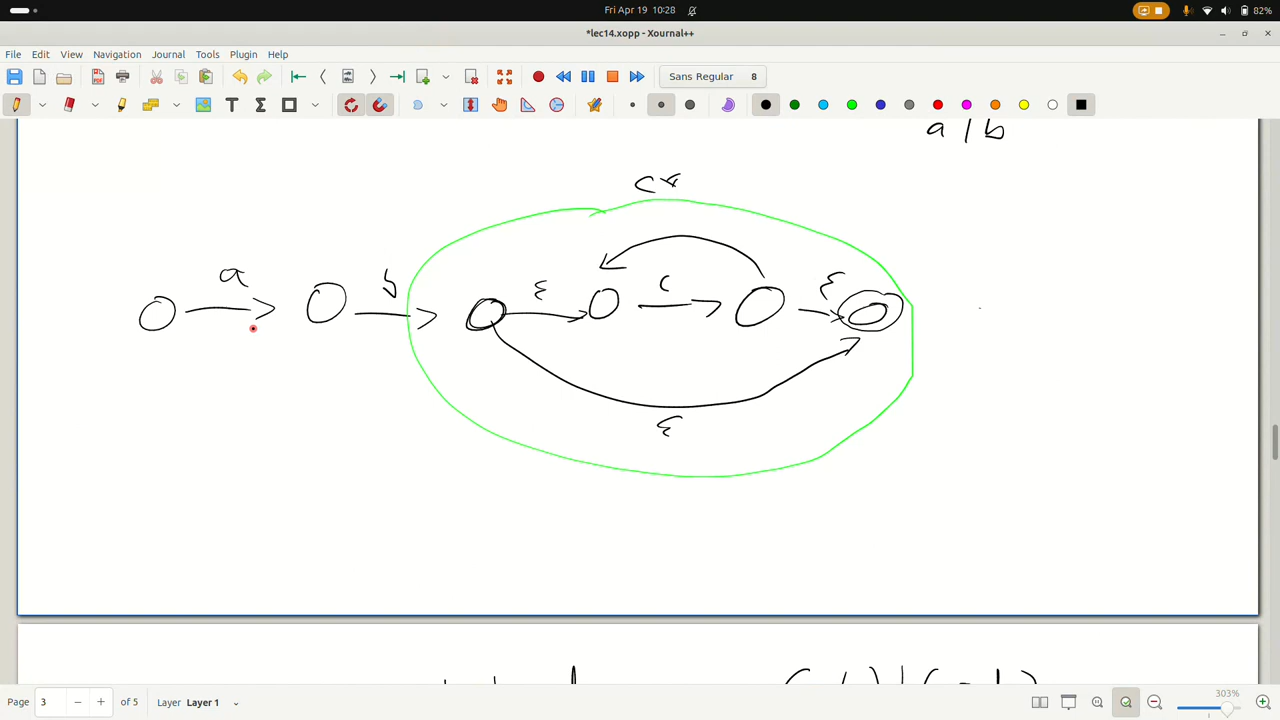 Fri Apr 19 10:28
82%
*lec14.xopp - Xournal++
File Edit View Navigation Journal Tools Plugin Help
Sans Regular 8
a | b
c*
a b ε c ε
ε
Page 3 of 5 Layer Layer 1 303%